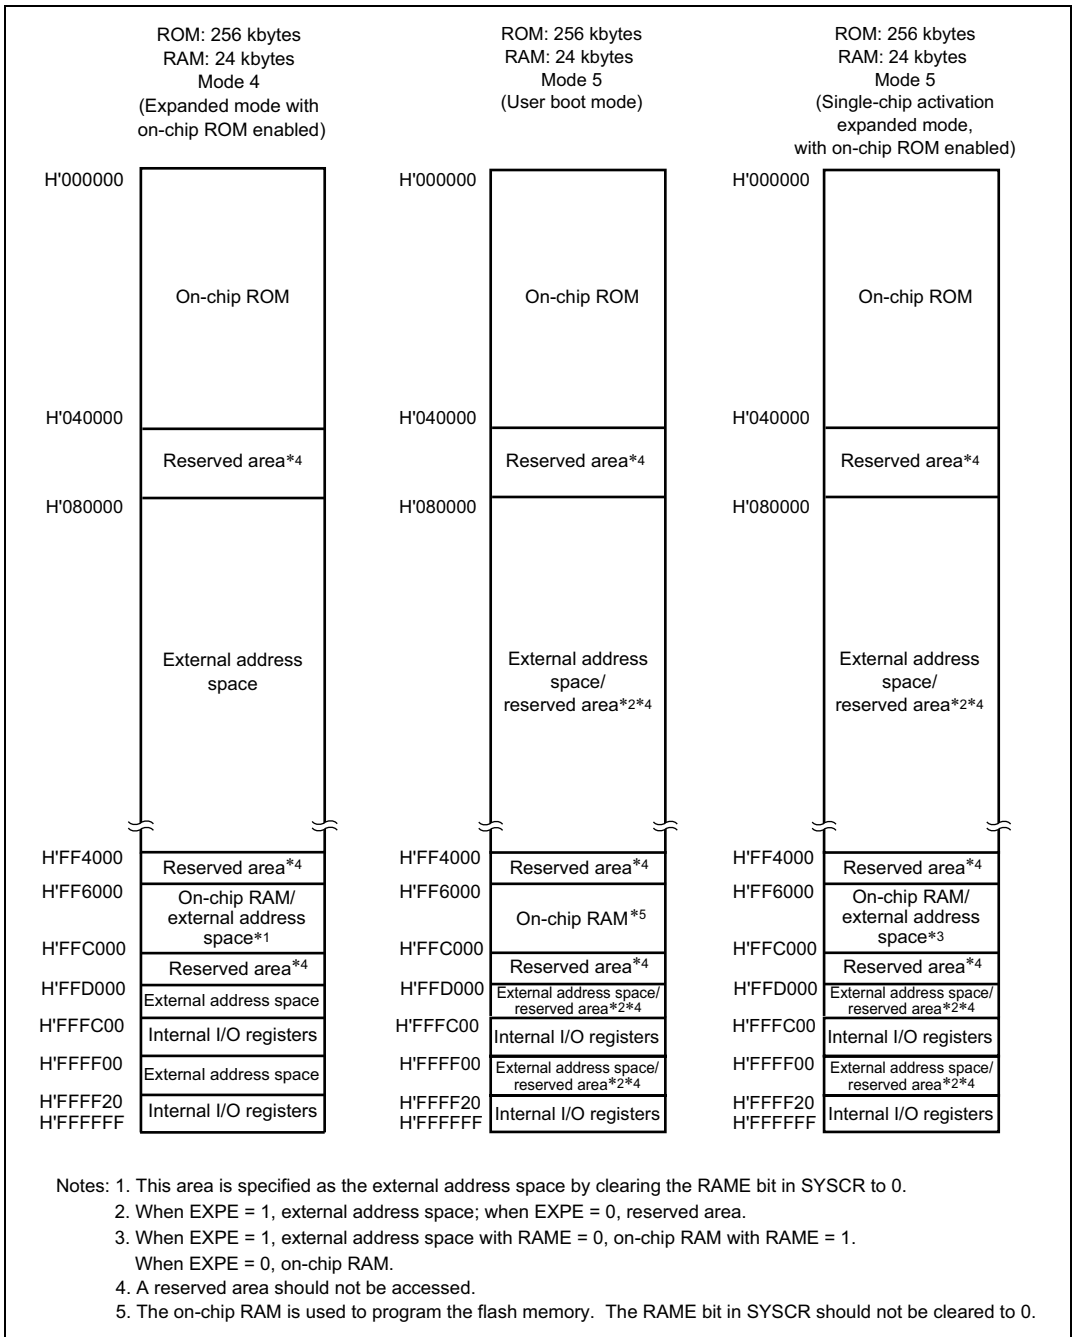 ROM: 256 kbytes
RAM: 24 kbytes
Mode 4
(Expanded mode with
on-chip ROM enabled)
H'000000
On-chip ROM
H'040000
Reserved area*4
H'080000
External address
space
H'FF4000
Reserved area*4
H'FF6000
On-chip RAM/
external address
space*1
H'FFC000
Reserved area*4
H'FFD000
External address space
H'FFFC00
Internal I/O registers
H'FFFF00
External address space
H'FFFF20
Internal I/O registers
H'FFFFFF
ROM: 256 kbytes
RAM: 24 kbytes
Mode 5
(User boot mode)
H'000000
On-chip ROM
H'040000
Reserved area*4
H'080000
External address
space/
reserved area*2*4
H'FF4000
Reserved area*4
H'FF6000
On-chip RAM*5
H'FFC000
Reserved area*4
H'FFD000
External address space/
reserved area*2*4
H'FFFC00
Internal I/O registers
H'FFFF00
External address space/
reserved area*2*4
H'FFFF20
Internal I/O registers
H'FFFFFF
ROM: 256 kbytes
RAM: 24 kbytes
Mode 5
(Single-chip activation
expanded mode,
with on-chip ROM enabled)
H'000000
On-chip ROM
H'040000
Reserved area*4
H'080000
External address
space/
reserved area*2*4
H'FF4000
Reserved area*4
H'FF6000
On-chip RAM/
external address
space*3
H'FFC000
Reserved area*4
H'FFD000
External address space/
reserved area*2*4
H'FFFC00
Internal I/O registers
H'FFFF00
External address space/
reserved area*2*4
H'FFFF20
Internal I/O registers
H'FFFFFF
Notes: 1. This area is specified as the external address space by clearing the RAME bit in SYSCR to 0.
2. When EXPE = 1, external address space; when EXPE = 0, reserved area.
3. When EXPE = 1, external address space with RAME = 0, on-chip RAM with RAME = 1.
When EXPE = 0, on-chip RAM.
4. A reserved area should not be accessed.
5. The on-chip RAM is used to program the flash memory. The RAME bit in SYSCR should not be cleared to 0.